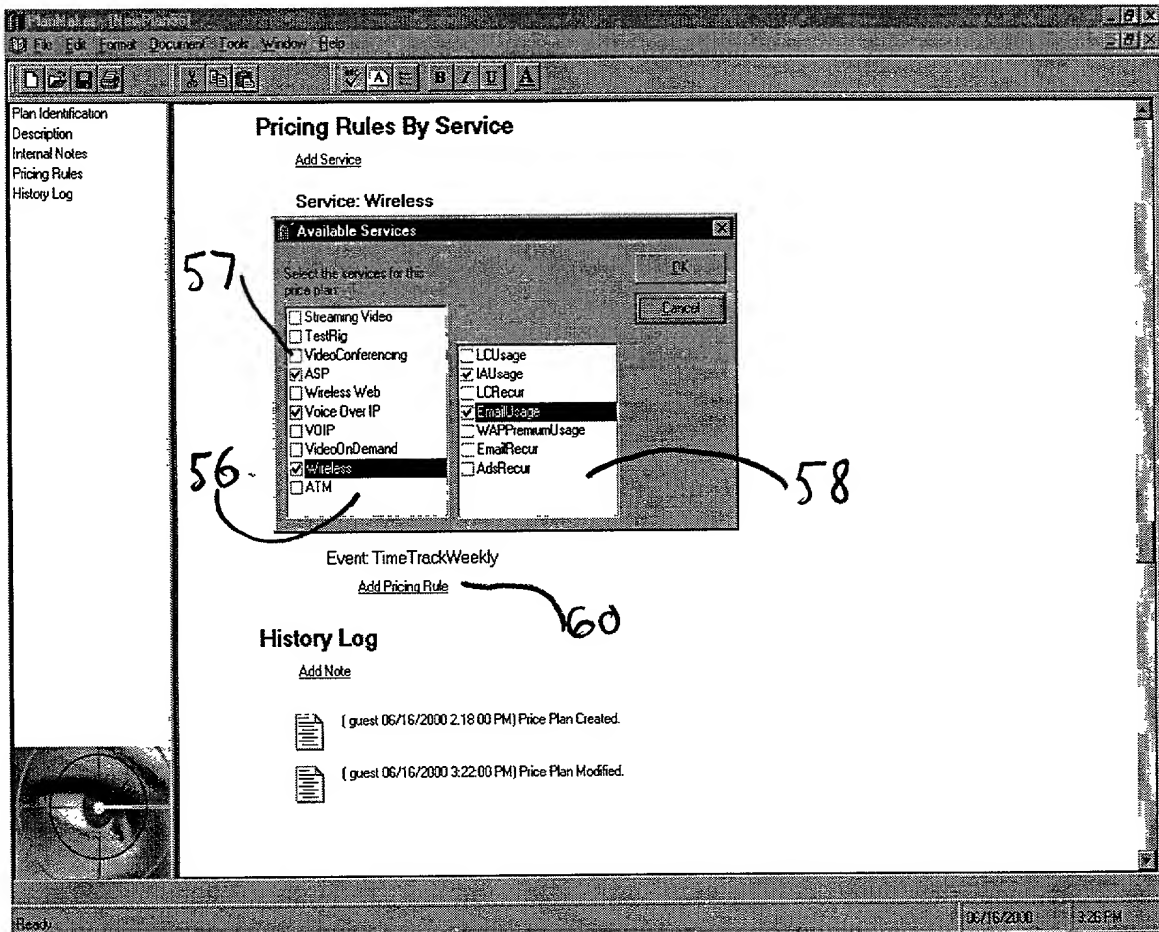 PlanMaker - [NewPlan35]
File Edit Format Document Tools Window Help
B I U A
Plan Identification
Description
Internal Notes
Pricing Rules
History Log
Pricing Rules By Service
Add Service
Service: Wireless
Available Services
Select the services for this
price plan:
OK
Cancel
57
Streaming Video
TestRig
VideoConferencing
ASP
Wireless Web
Voice Over IP
VOIP
VideoOnDemand
Wireless
ATM
LCUsage
IAUsage
LCRecur
EmailUsage
WAPPremiumUsage
EmailRecur
AdsRecur
56
58
Event: TimeTrackWeekly
Add Pricing Rule
60
History Log
Add Note
( guest 06/16/2000 2:18:00 PM) Price Plan Created.
( guest 06/16/2000 3:22:00 PM) Price Plan Modified.
Ready
06/16/2000
3:26 PM